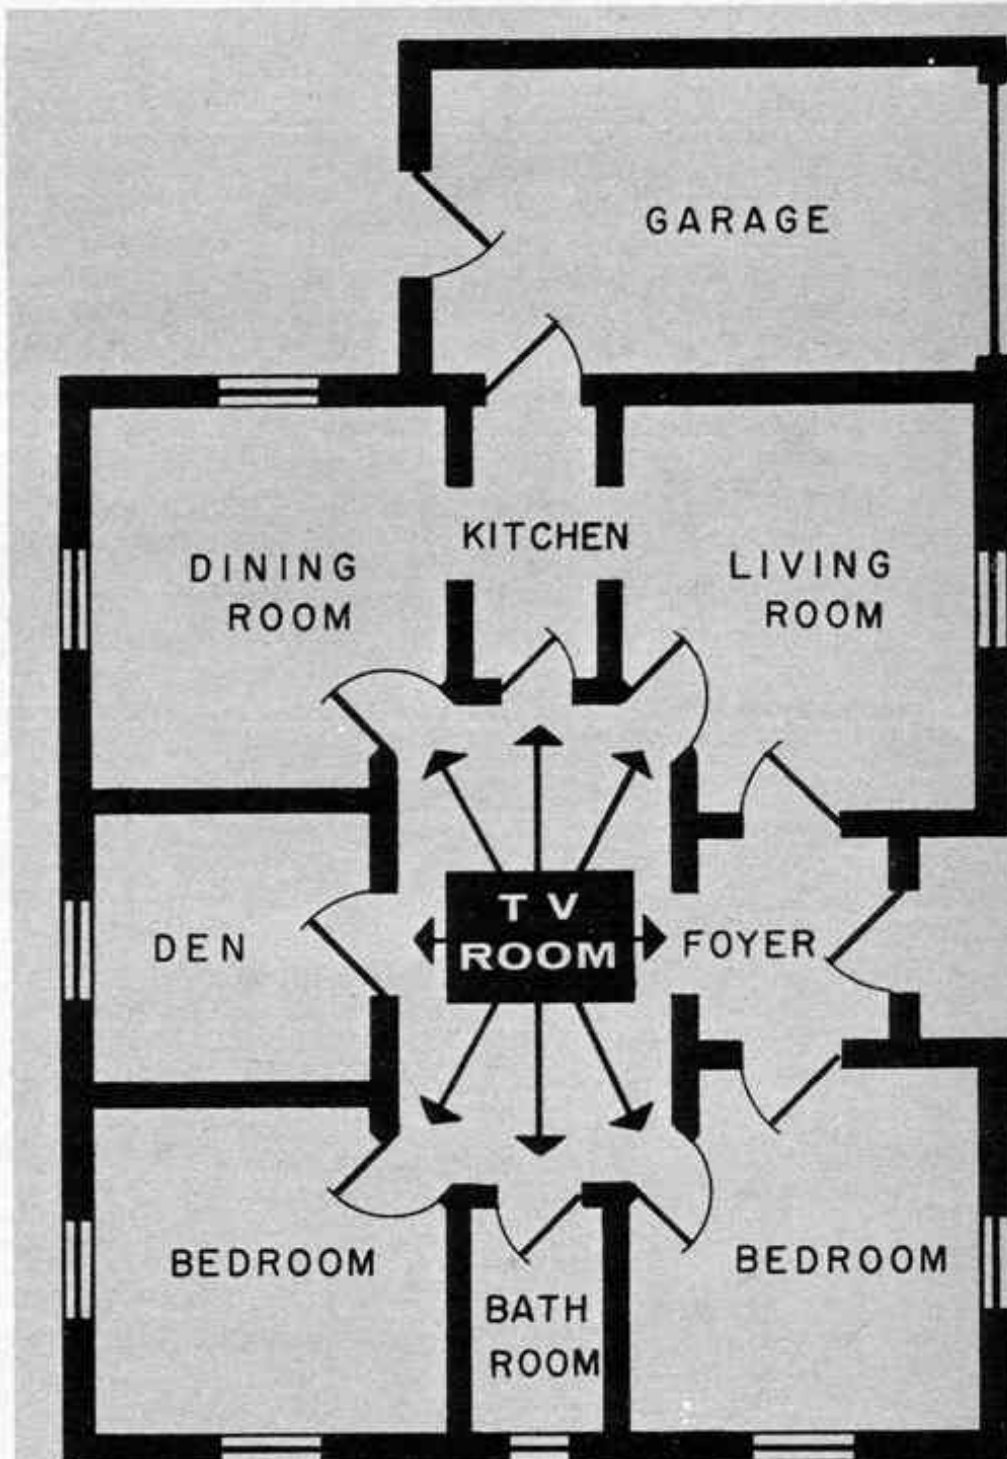 GARAGE
KITCHEN
DINING
ROOM
LIVING
ROOM
TV
ROOM
DEN
FOYER
BEDROOM
BATH
ROOM
BEDROOM